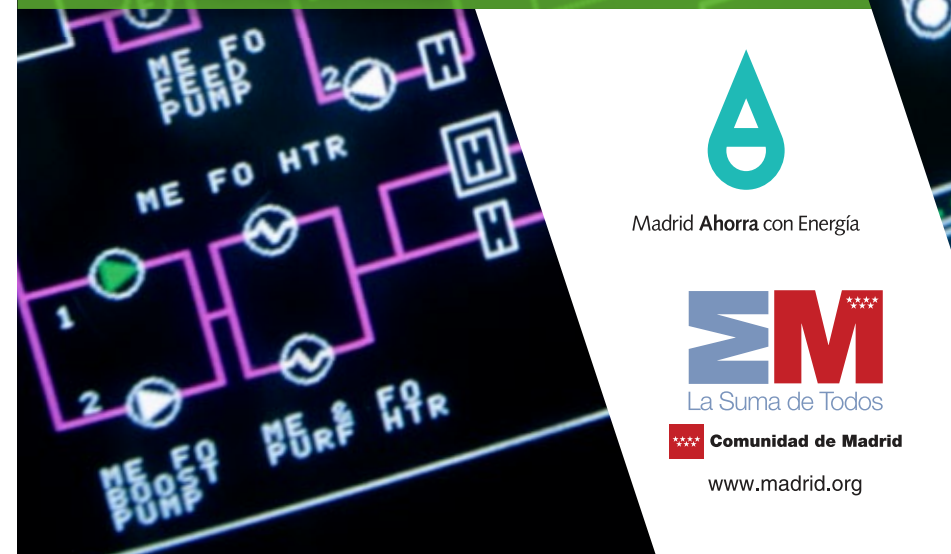 ME FO
FEED
PUMP
2
H
ME FO HTR
H
H
1
2
ME FO
BOOST
PUMP
ME & FO
PURF HTR
Madrid Ahorra con Energía
ΣM
La Suma de Todos
Comunidad de Madrid
www.madrid.org